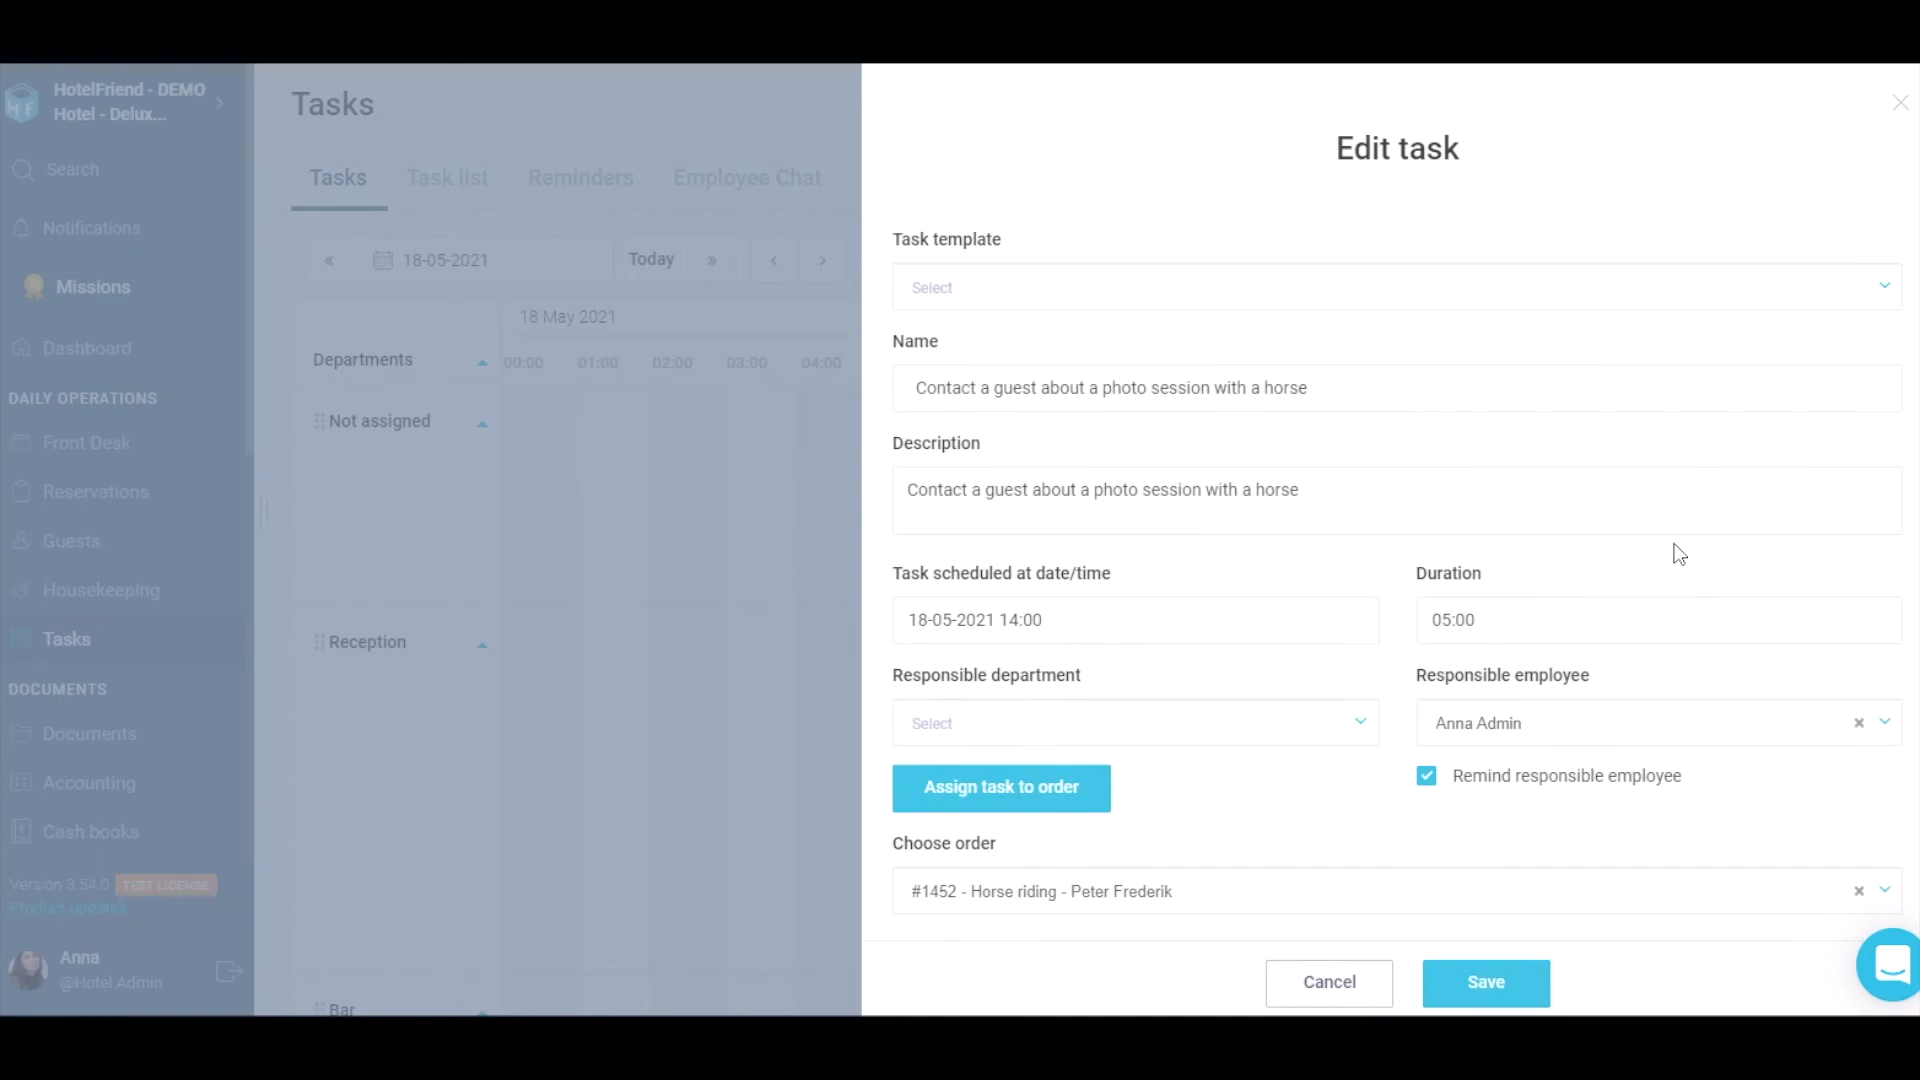 HotelFriend - DEMO
Hotel - Delux...
Search
Notifications
Missions
Dashboard
DAILY OPERATIONS
Front Desk
Reservations
Guests
Housekeeping
Tasks
DOCUMENTS
Documents
Accounting
Cash books
Version 3.54.0 TEST LICENSE
Product updates
Anna
@Hotel Admin
Tasks
Tasks Task list Reminders Employee Chat
« 18-05-2021 Today » ‹ ›
18 May 2021
Departments 00:00 01:00 02:00 03:00 04:00
Not assigned
Reception
Bar
Edit task
Task template
Select
Name
Contact a guest about a photo session with a horse
Description
Contact a guest about a photo session with a horse
Task scheduled at date/time Duration
18-05-2021 14:00 05:00
Responsible department Responsible employee
Select Anna Admin
Assign task to order Remind responsible employee
Choose order
#1452 - Horse riding - Peter Frederik
Cancel Save